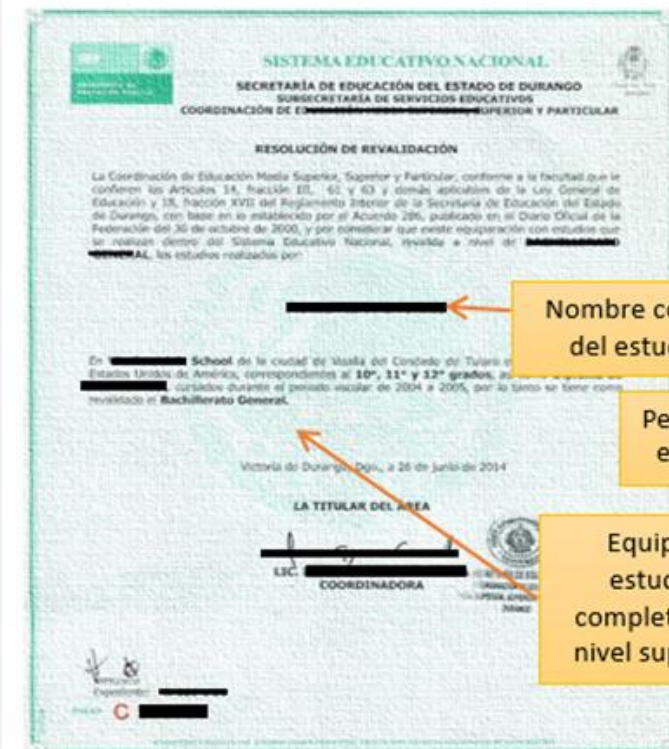 SEP
SISTEMA EDUCATIVO NACIONAL
SECRETARÍA DE EDUCACIÓN DEL ESTADO DE DURANGO
SUBSECRETARÍA DE SERVICIOS EDUCATIVOS
COORDINACIÓN DE SUPERIOR Y PARTICULAR
RESOLUCIÓN DE REVALIDACIÓN
La Coordinación de Educación Media Superior, Superior y Particular, conforme a la facultad que le
confieren los Artículos 14, fracción III, 61 y 63 y demás aplicables de la Ley General de
Educación y 18, fracción XVII del Reglamento Interior de la Secretaría de Educación del Estado
de Durango, con base en lo establecido por el Acuerdo 286, publicado en el Diario Oficial de la
Federación del 30 de octubre de 2000, y por considerar que existe equiparación con estudios que
se realizan dentro del Sistema Educativo Nacional, revalida a nivel de
los estudios realizados por:
Nombre co
del estu
En School de la ciudad de Visalia del Condado de Tulare
Estados Unidos de América, correspondientes al 10°, 11° y 12° grados,
cursados durante el periodo escolar de 2004 a 2005, por lo tanto se tiene como
revalidado el Bachillerato General.
Pe
e
Victoria de Durango, Dgo., a 26 de junio de 2014
LA TITULAR DEL ÁREA
Equip
estud
complet
nivel sup
LIC.
COORDINADORA
Expediente:
FOLIO C